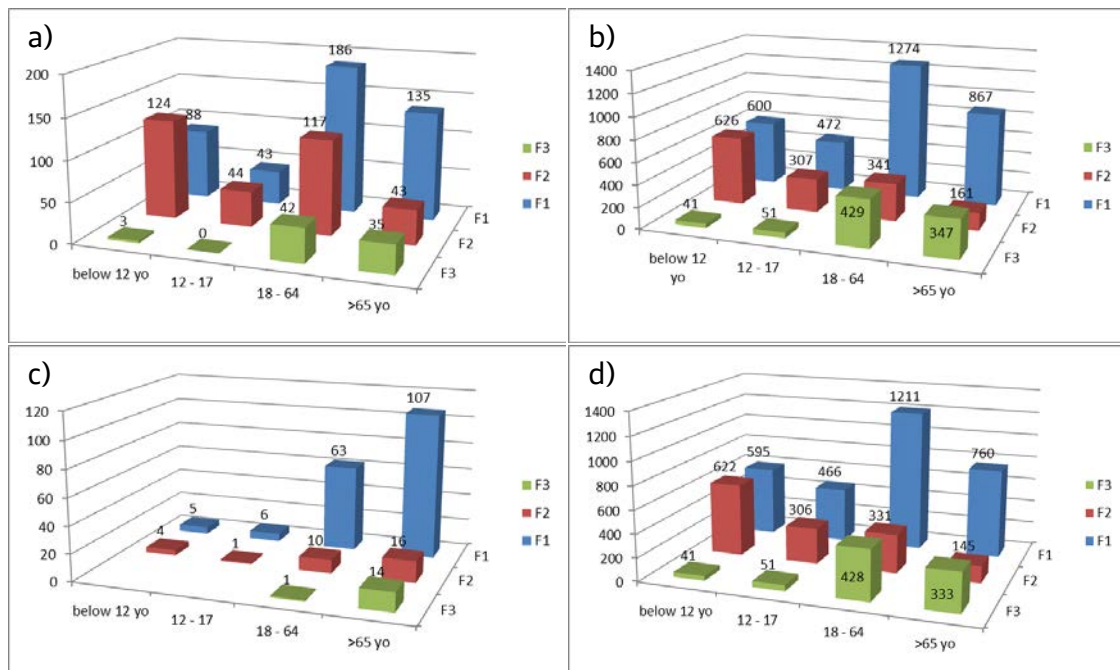 a)
200
150
100
50
0
124
88
186
135
44
43
117
43
3
0
42
35
below 12 yo
12 - 17
18 - 64
>65 yo
F1
F2
F3
F3
F2
F1
b)
1400
1200
1000
800
600
400
200
0
626
600
472
1274
867
307
341
161
41
51
429
347
below 12
yo
12 - 17
18 - 64
>65 yo
F1
F2
F3
F3
F2
F1
c)
120
100
80
60
40
20
0
5
6
63
107
4
1
10
16
1
14
below 12 yo
12 - 17
18 - 64
>65 yo
F1
F2
F3
F3
F2
F1
d)
1400
1200
1000
800
600
400
200
0
622
595
466
1211
760
306
331
145
41
51
428
333
below 12 yo
12 - 17
18 - 64
>65 yo
F1
F2
F3
F3
F2
F1